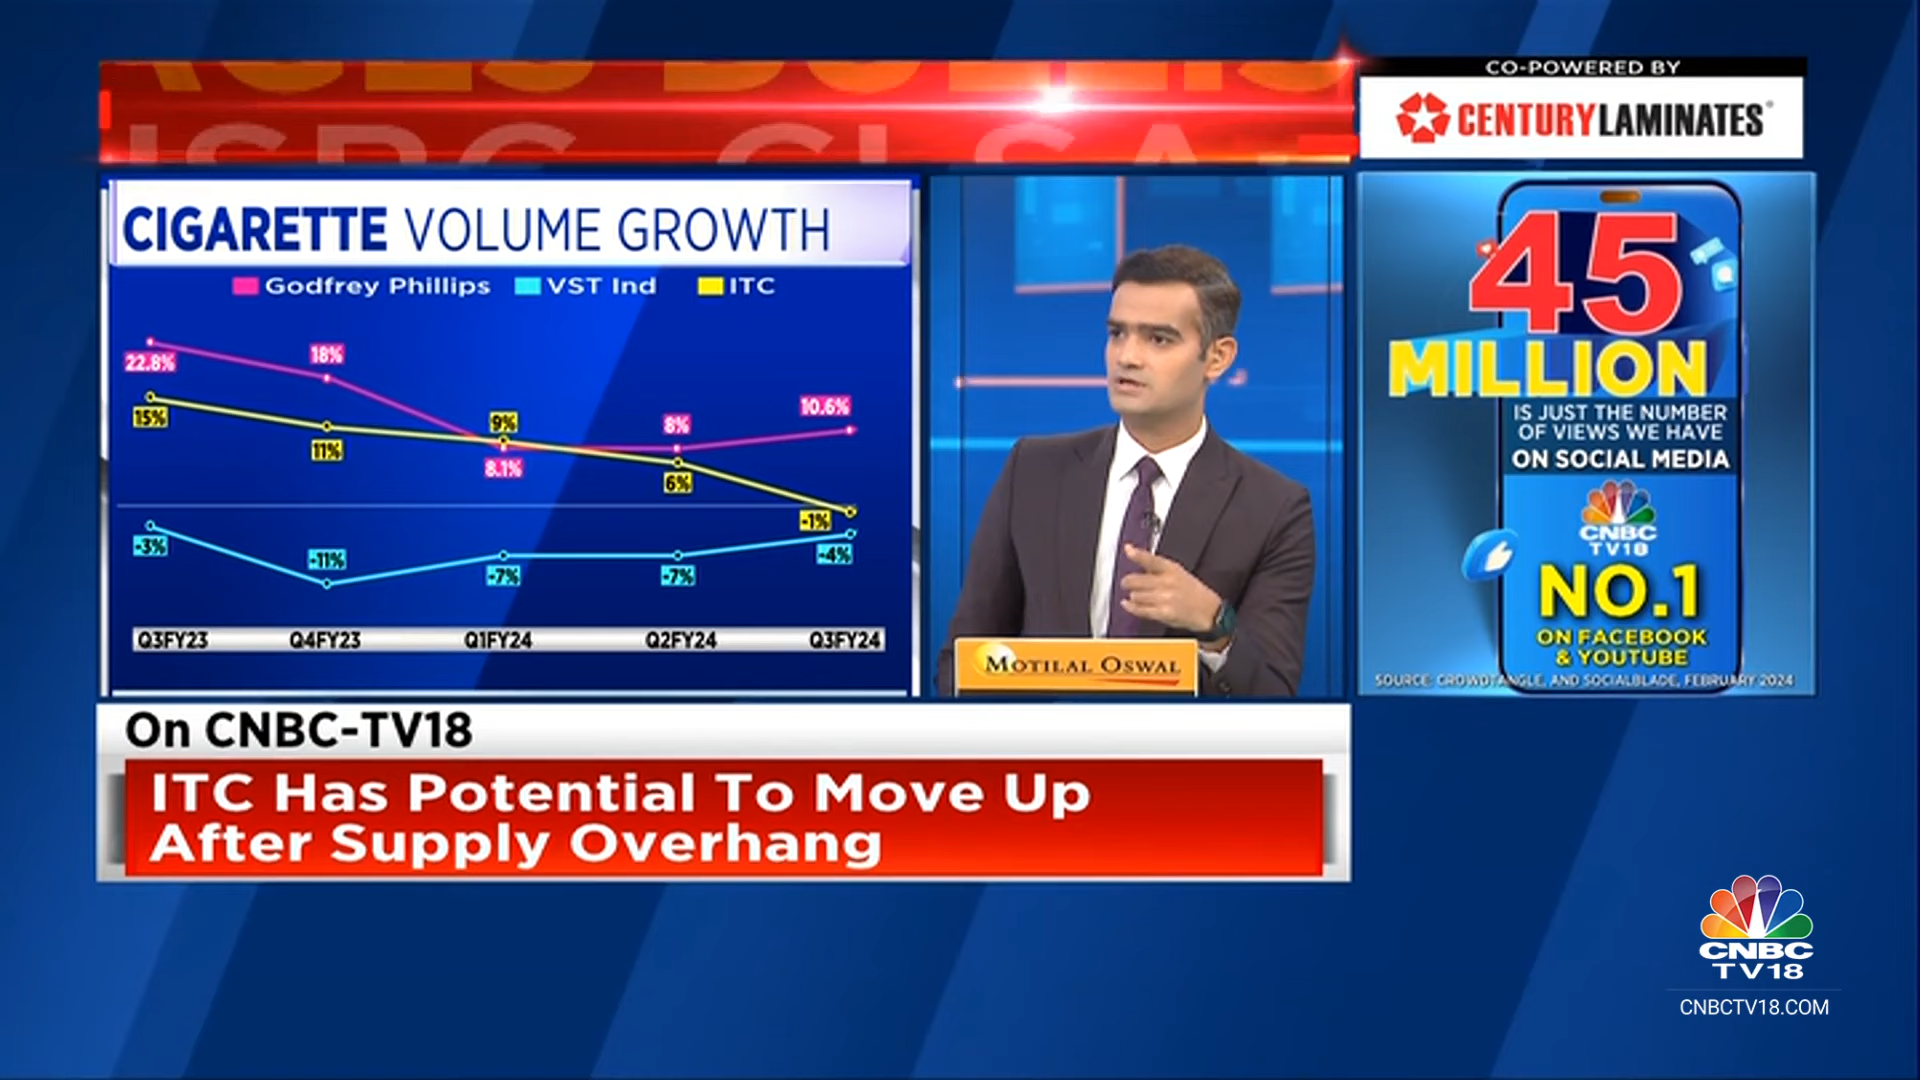 CO-POWERED BY
CENTURYLAMINATES
CIGARETTE VOLUME GROWTH
Godfrey Phillips VST Ind ITC
22.8% 18% 8.1% 8% 10.6%
15% 11% 9% 6% -1%
-3% -11% -7% -7% -4%
Q3FY23 Q4FY23 Q1FY24 Q2FY24 Q3FY24
MOTILAL OSWAL
45
MILLION
IS JUST THE NUMBER
OF VIEWS WE HAVE
ON SOCIAL MEDIA
CNBC
TV18
NO.1
ON FACEBOOK
& YOUTUBE
SOURCE: CROWDTANGLE, AND SOCIALBLADE, FEBRUARY 2024
On CNBC-TV18
ITC Has Potential To Move Up
After Supply Overhang
CNBC
TV18
CNBCTV18.COM